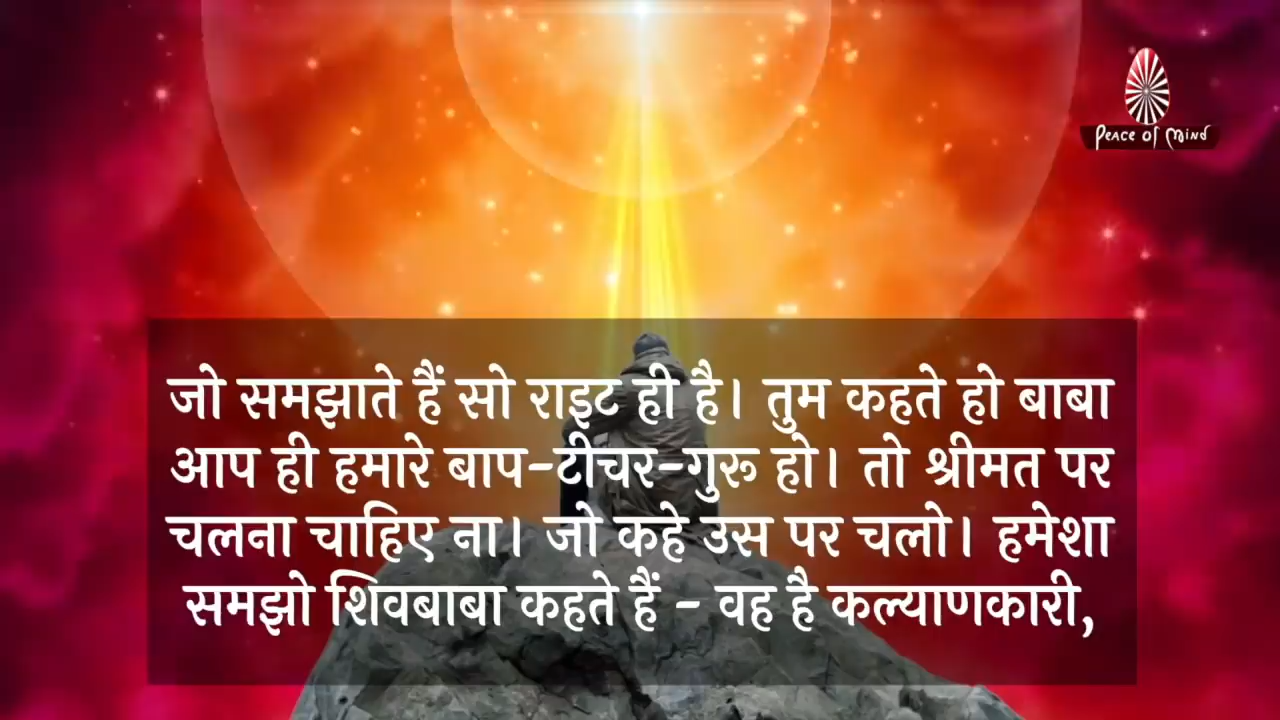 Peace of Mind
जो समझाते हैं सो राइट ही है। तुम कहते हो बाबा
आप ही हमारे बाप-टीचर-गुरू हो। तो श्रीमत पर
चलना चाहिए ना। जो कहे उस पर चलो। हमेशा
समझो शिवबाबा कहते हैं - वह है कल्याणकारी,